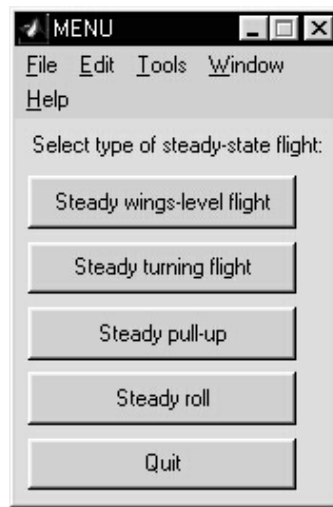 MENU
File Edit Tools Window
Help
Select type of steady-state flight:
Steady wings-level flight
Steady turning flight
Steady pull-up
Steady roll
Quit